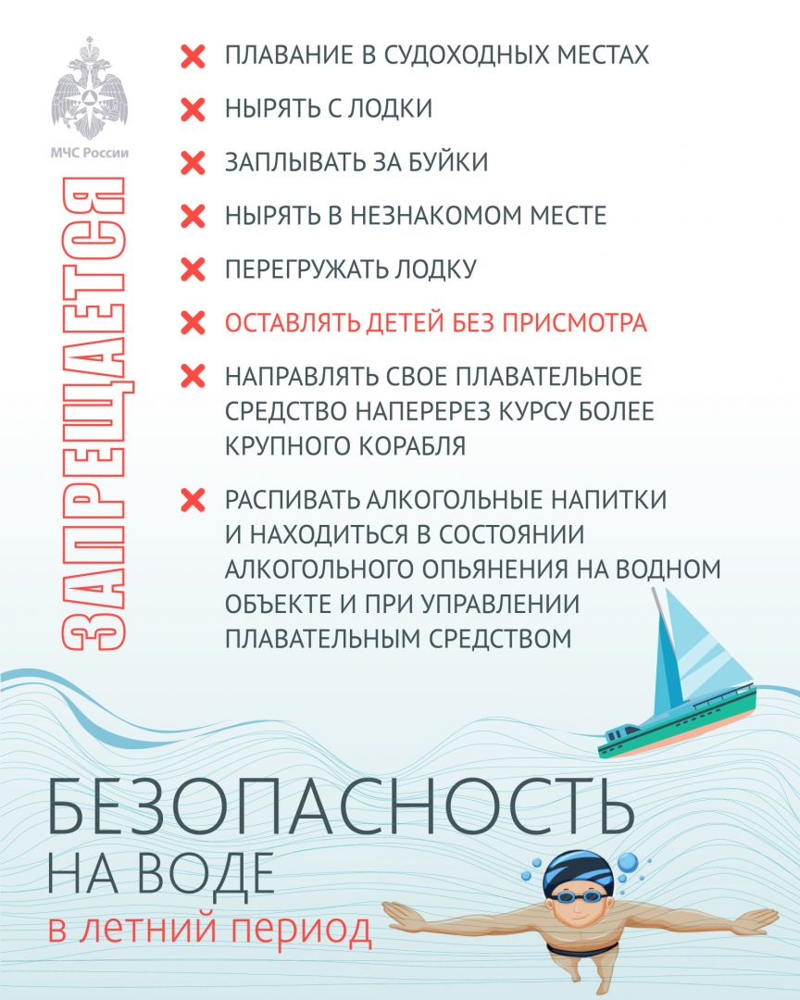 МЧС России
ЗАПРЕЩАЕТСЯ
ПЛАВАНИЕ В СУДОХОДНЫХ МЕСТАХ
НЫРЯТЬ С ЛОДКИ
ЗАПЛЫВАТЬ ЗА БУЙКИ
НЫРЯТЬ В НЕЗНАКОМОМ МЕСТЕ
ПЕРЕГРУЖАТЬ ЛОДКУ
ОСТАВЛЯТЬ ДЕТЕЙ БЕЗ ПРИСМОТРА
НАПРАВЛЯТЬ СВОЕ ПЛАВАТЕЛЬНОЕ
СРЕДСТВО НАПЕРЕРЕЗ КУРСУ БОЛЕЕ
КРУПНОГО КОРАБЛЯ
РАСПИВАТЬ АЛКОГОЛЬНЫЕ НАПИТКИ
И НАХОДИТЬСЯ В СОСТОЯНИИ
АЛКОГОЛЬНОГО ОПЬЯНЕНИЯ НА ВОДНОМ
ОБЪЕКТЕ И ПРИ УПРАВЛЕНИИ
ПЛАВАТЕЛЬНЫМ СРЕДСТВОМ
БЕЗОПАСНОСТЬ
НА ВОДЕ
в летний период